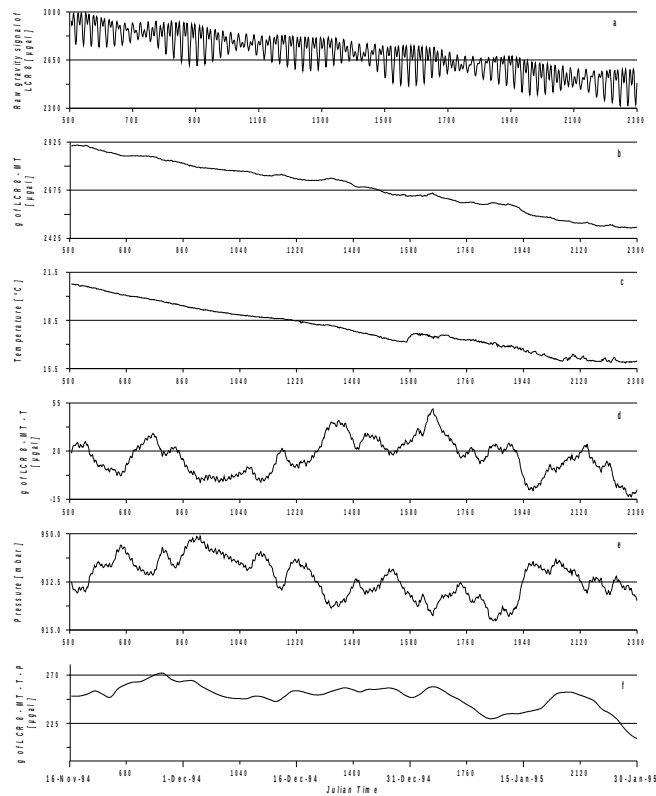 Raw gravity signal of
LCR 8 [µgal]
3000
2650
2300
a
500 700 900 1100 1300 1500 1700 1900 2100 2300
g of LCR 8 - MT
[µgal]
2925
2675
2425
b
500 680 860 1040 1220 1400 1580 1760 1940 2120 2300
Temperature [°C]
21.5
18.5
15.5
c
500 680 860 1040 1220 1400 1580 1760 1940 2120 2300
g of LCR 8 - MT - T
[µgal]
55
20
-15
d
500 680 860 1040 1220 1400 1580 1760 1940 2120 2300
Pressure [mbar]
950.0
932.5
915.0
e
500 680 860 1040 1220 1400 1580 1760 1940 2120 2300
g of LCR 8 - MT - T - P
[µgal]
270
225
f
16-Nov-94 680 1-Dec-94 1040 16-Dec-94 1400 31-Dec-94 1760 15-Jan-95 2120 30-Jan-95
Julian Time